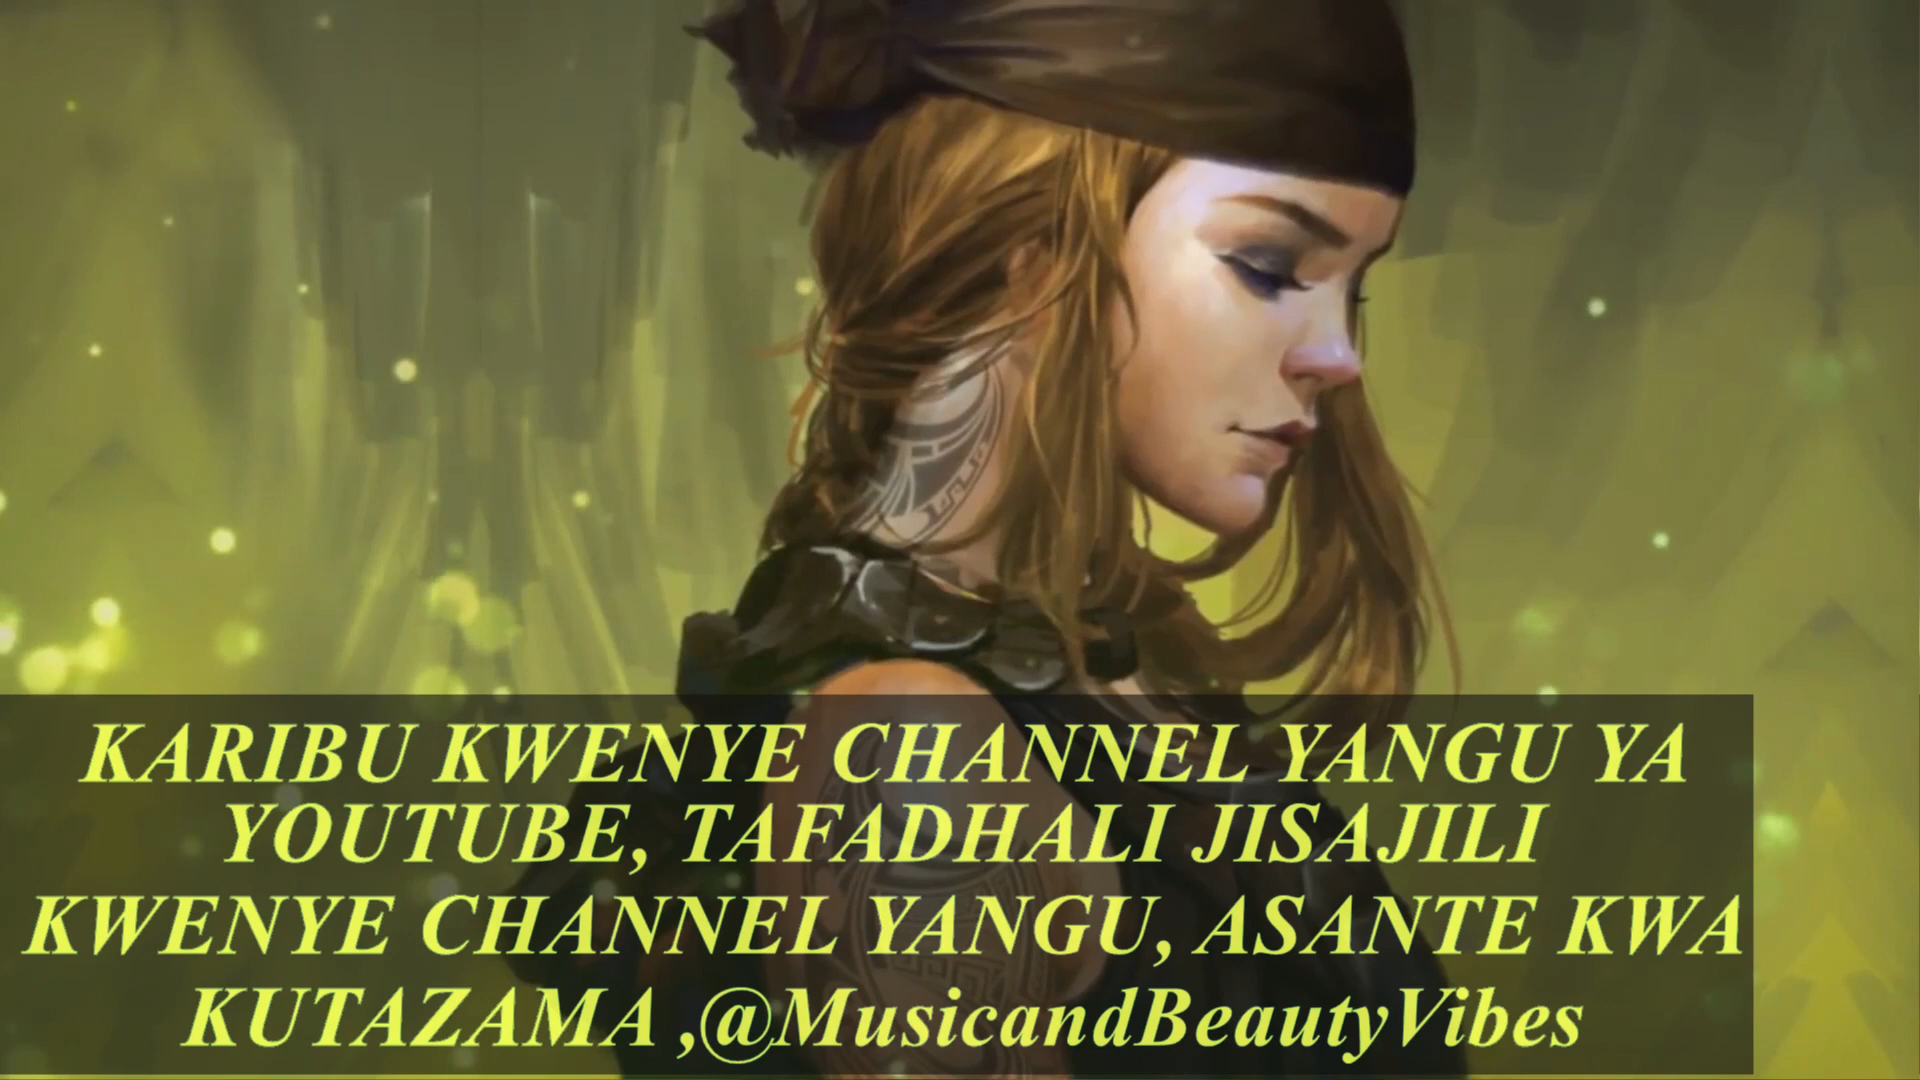 KARIBU KWENYE CHANNEL YANGU YA
YOUTUBE, TAFADHALI JISAJILI
KWENYE CHANNEL YANGU, ASANTE KWA
KUTAZAMA ,@MusicandBeautyVibes